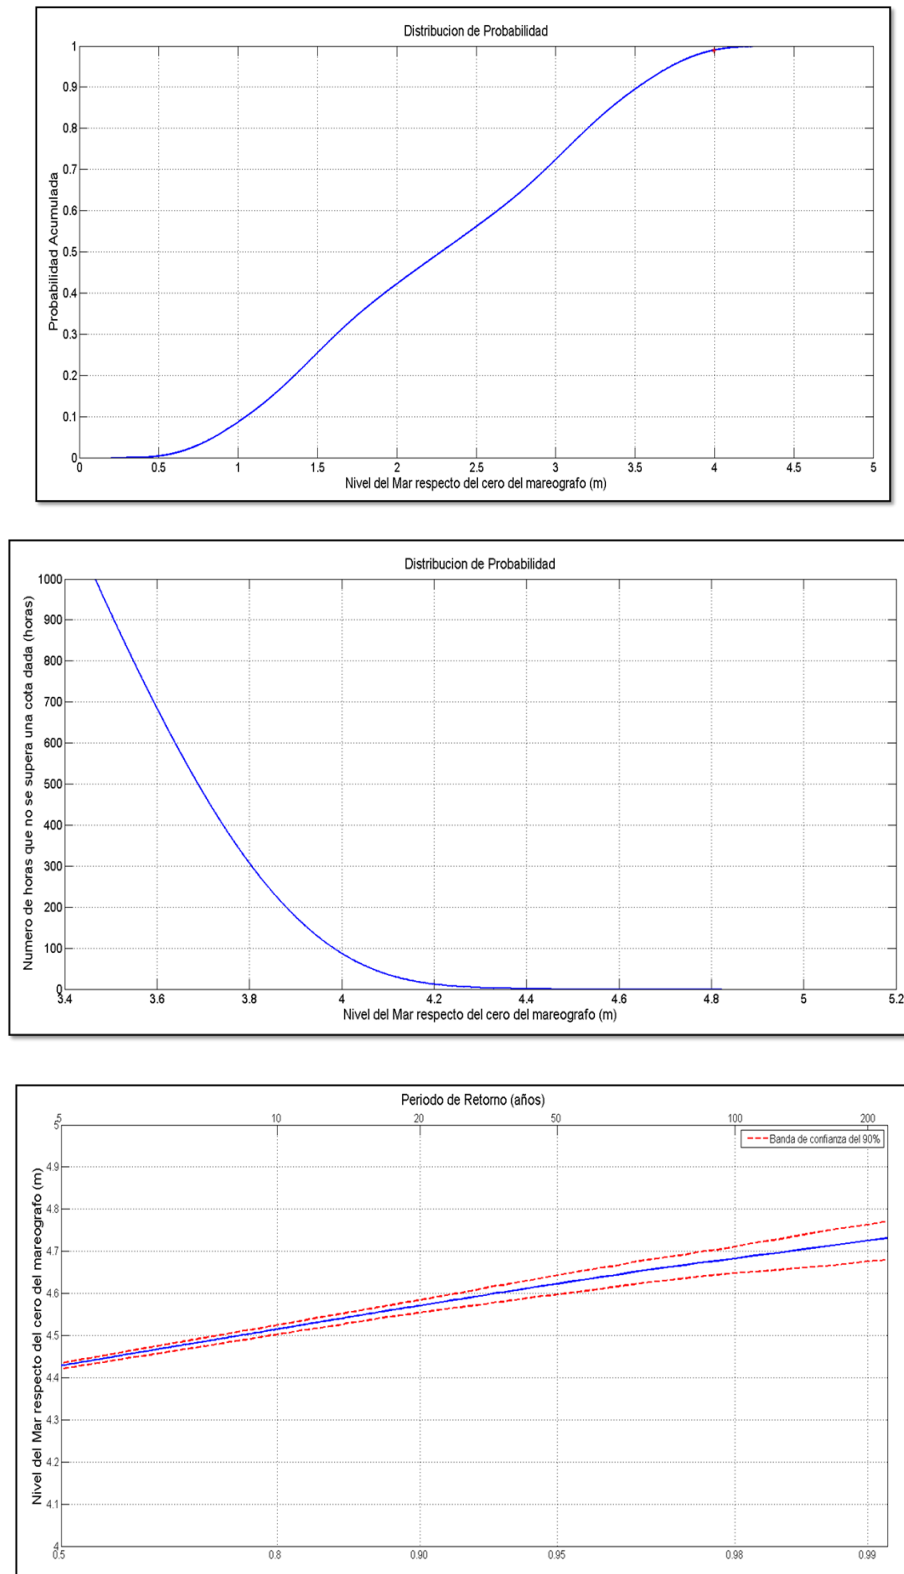 Distribucion de Probabilidad
Probabilidad Acumulada
1
0.9
0.8
0.7
0.6
0.5
0.4
0.3
0.2
0.1
0
0 0.5 1 1.5 2 2.5 3 3.5 4 4.5 5
Nivel del Mar respecto del cero del mareografo (m)
Distribucion de Probabilidad
Numero de horas que no se supera una cota dada (horas)
1000
900
800
700
600
500
400
300
200
100
0
3.4 3.6 3.8 4 4.2 4.4 4.6 4.8 5 5.2
Nivel del Mar respecto del cero del mareografo (m)
Periodo de Retorno (años)
5 10 20 50 100 200
Banda de confianza del 90%
Nivel del Mar respecto del cero del mareografo (m)
5
4.9
4.8
4.7
4.6
4.5
4.4
4.3
4.2
4.1
4
0.5 0.8 0.90 0.95 0.98 0.99